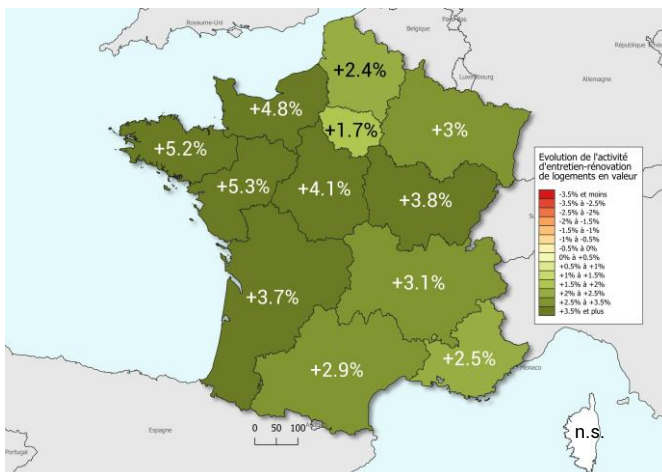 Royaume-Uni
Pays-Bas
Belgique
République Tchèque
Luxembourg
Allemagne
+2.4%
+4.8%
+1.7%
+3%
+5.2%
+5.3%
+4.1%
+3.8%
+3.7%
+3.1%
+2.9%
+2.5%
Evolution de l'activité
d'entretien-rénovation
de logements en valeur
-3.5% et moins
-3.5% à -2.5%
-2.5% à -2%
-2% à -1.5%
-1.5% à -1%
-1% à -0.5%
-0.5% à 0%
0% à +0.5%
+0.5% à +1%
+1% à +1.5%
+1.5% à +2%
+2% à +2.5%
+2.5% à +3.5%
+3.5% et plus
Monaco
Espagne
Portugal
0 50 100
n.s.